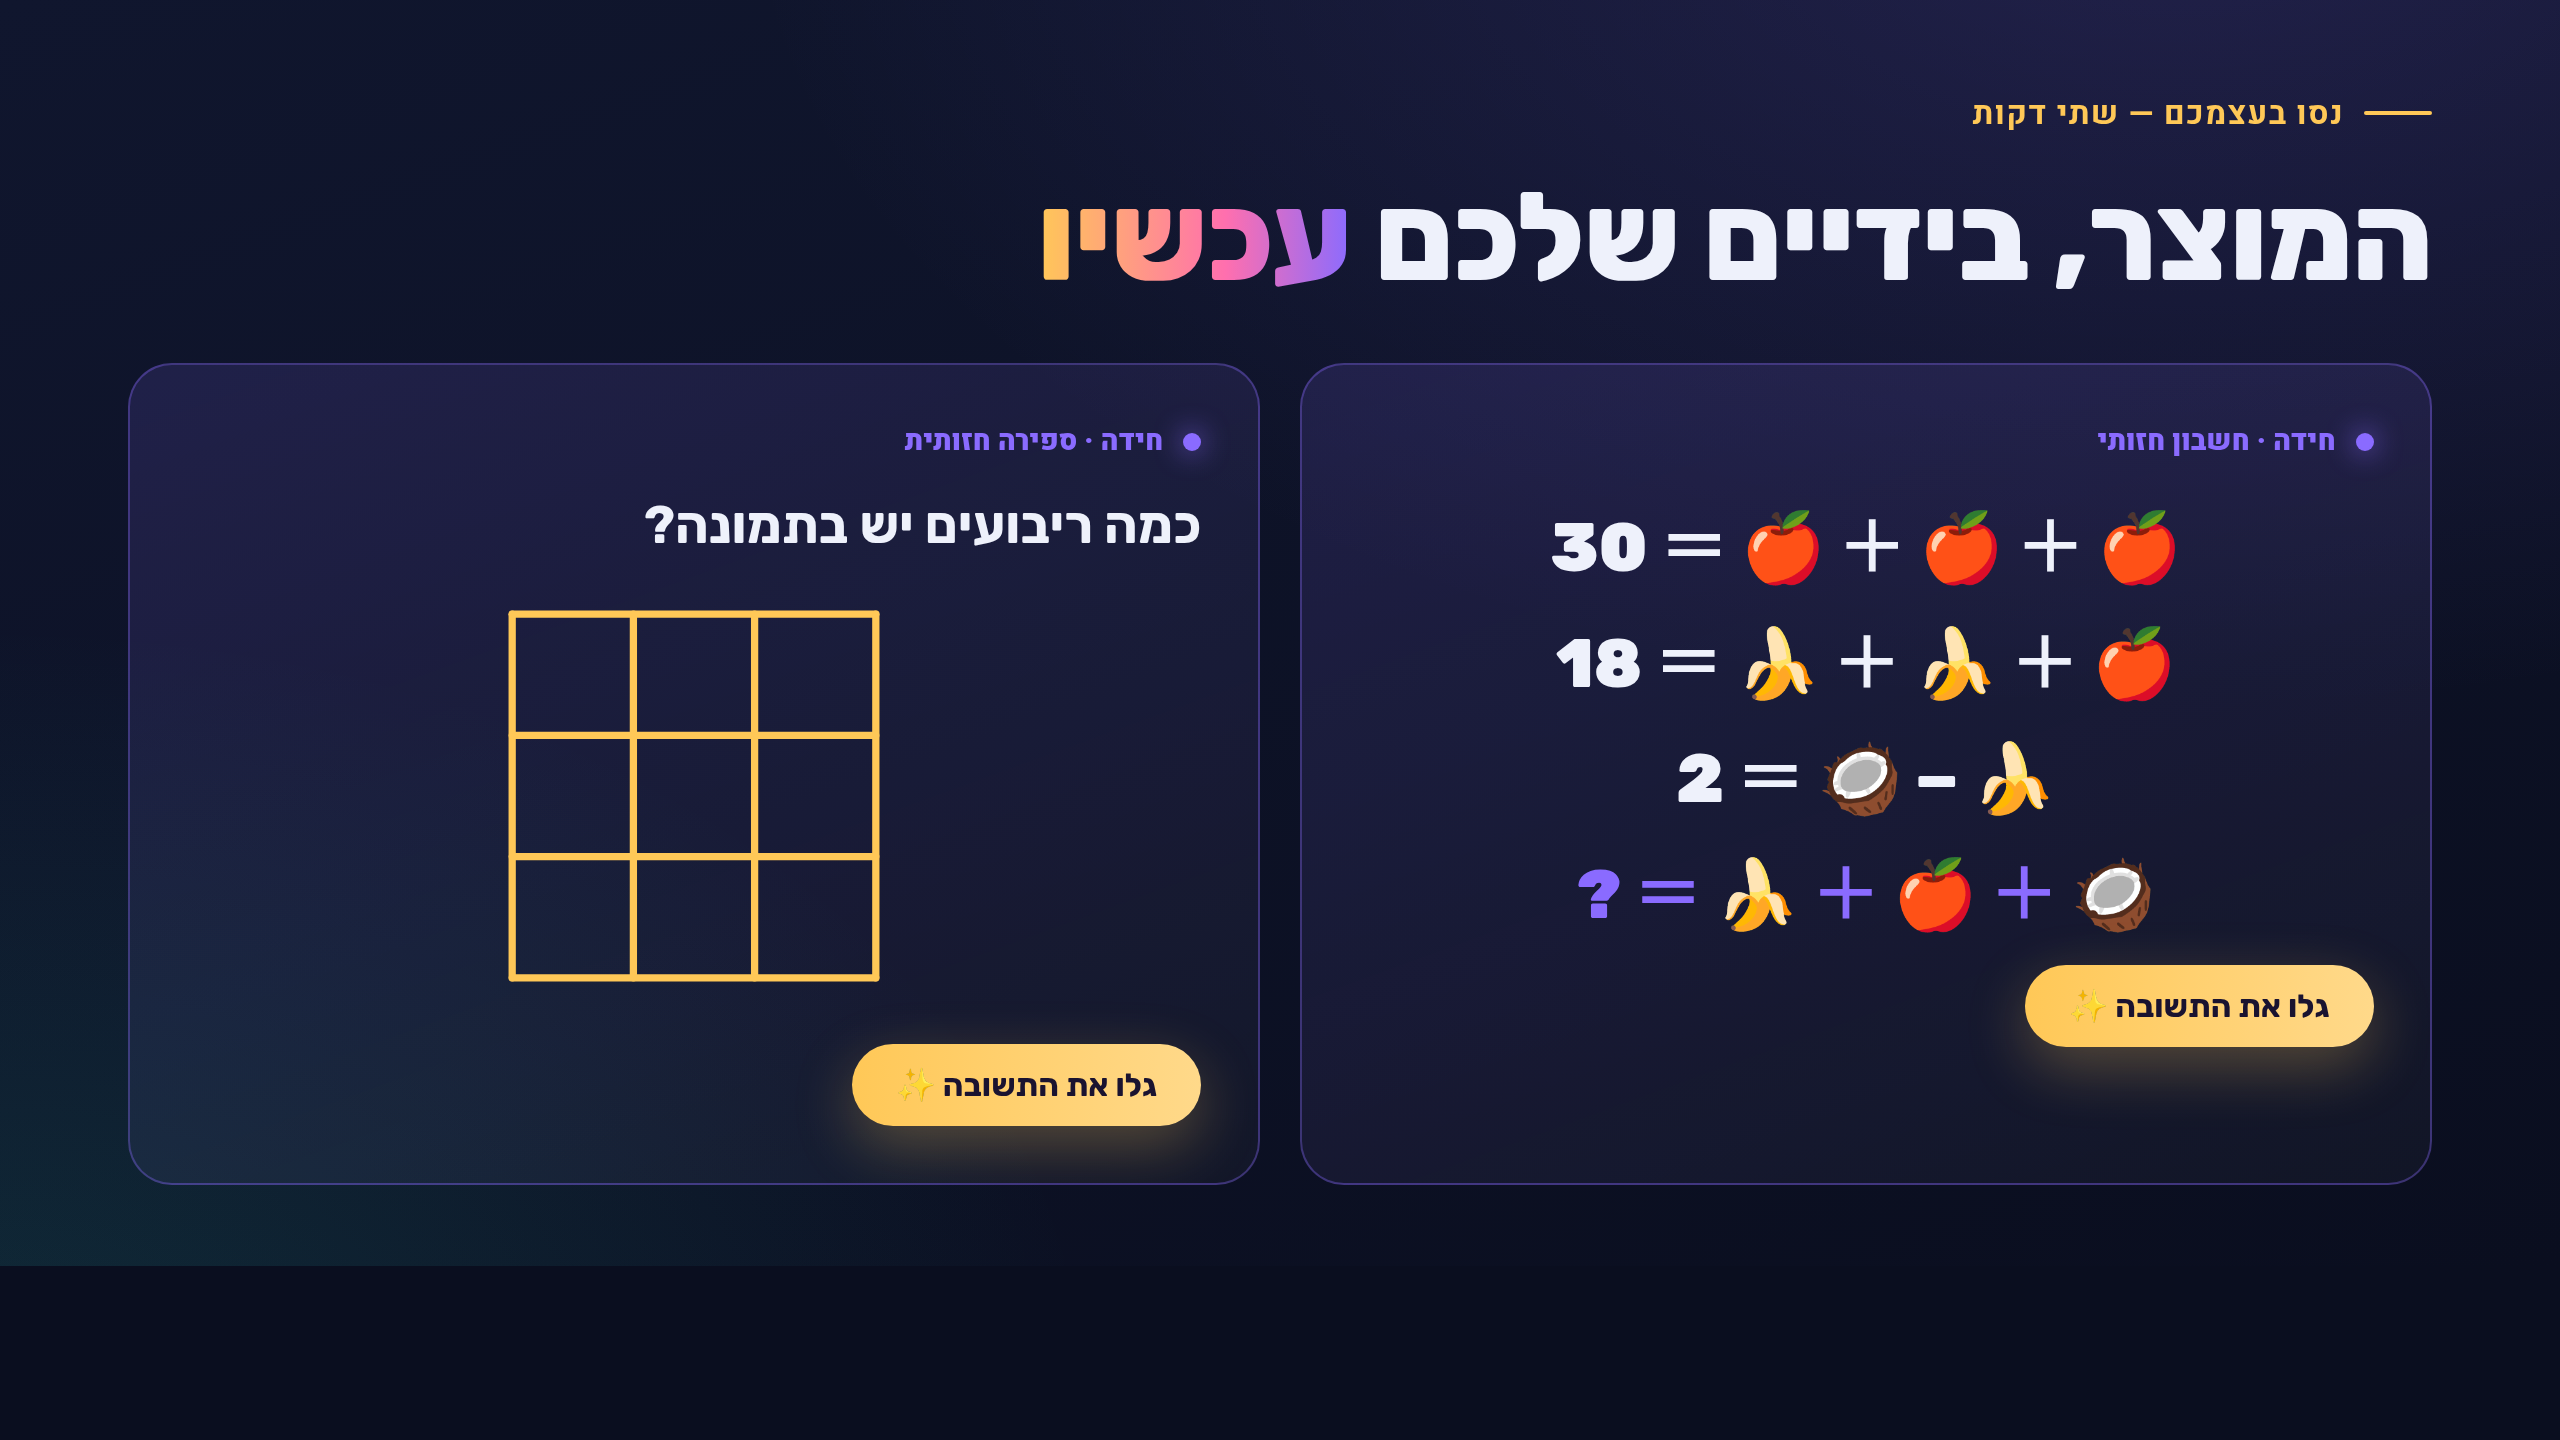 נסו בעצמכם — שתי דקות
המוצר, בידיים שלכם עכשיו
חידה · חשבון חזותי
🍎 + 🍎 + 🍎 = 30
🍎 + 🍌 + 🍌 = 18
🍌 − 🥥 = 2
🥥 + 🍎 + 🍌 = ?
גלו את התשובה ✨
חידה · ספירה חזותית
כמה ריבועים יש בתמונה?
גלו את התשובה ✨